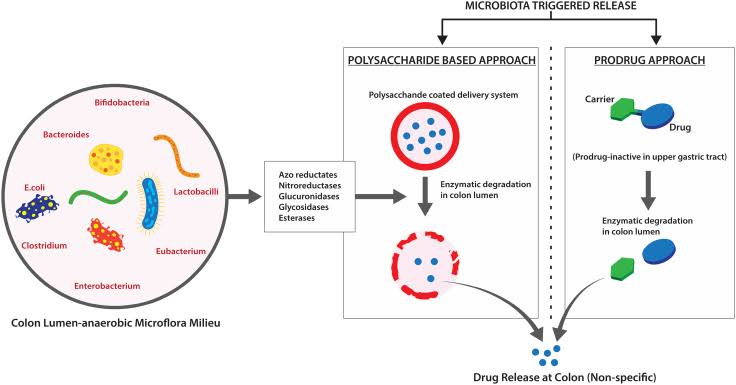 MICROBIOTA TRIGGERED RELEASE
POLYSACCHARIDE BASED APPROACH
Polysacchande coated delivery system
Enzymatic degradation
in colon lumen
PRODRUG APPROACH
Carrier
Drug
(Prodrug-inactive in upper gastric tract)
Enzymatic degradation
in colon lumen
Bifidobacteria
Bacteroides
E.coli
Lactobacilli
Clostridium
Eubacterium
Enterobacterium
Colon Lumen-anaerobic Microflora Milieu
Azo reductates
Nitroreductases
Glucuronidases
Glycosidases
Esterases
Drug Release at Colon (Non-specific)